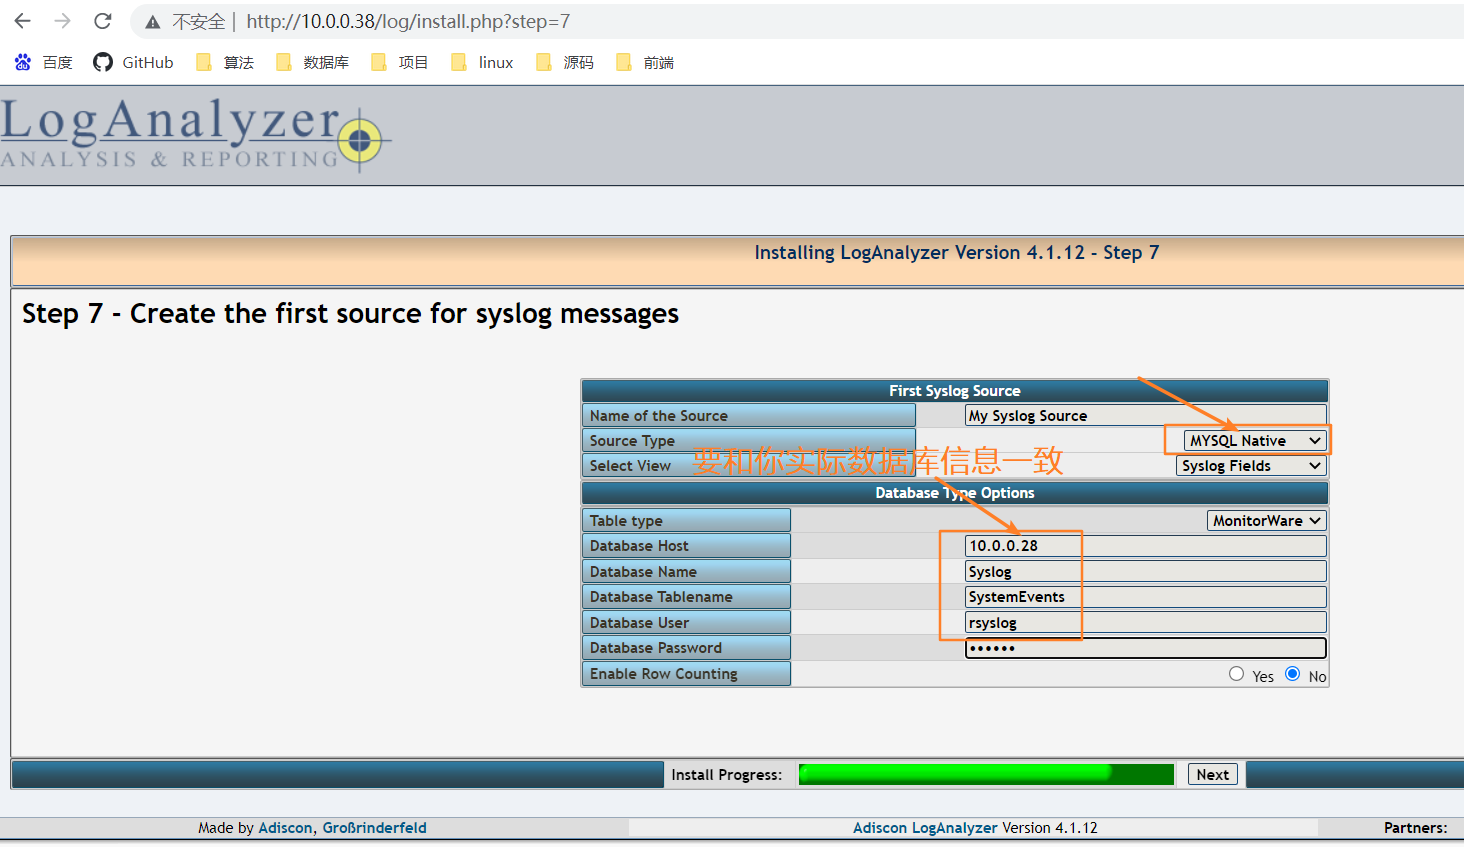 不安全 | http://10.0.0.38/log/install.php?step=7
百度 GitHub 算法 数据库 项目 linux 源码 前端
LogAnalyzer
ANALYSIS & REPORTING
Installing LogAnalyzer Version 4.1.12 - Step 7
Step 7 - Create the first source for syslog messages
First Syslog Source
Name of the Source My Syslog Source
Source Type MYSQL Native
Select View Syslog Fields
要和你实际数据库信息一致
Database Type Options
Table type MonitorWare
Database Host 10.0.0.28
Database Name Syslog
Database Tablename SystemEvents
Database User rsyslog
Database Password ••••••
Enable Row Counting Yes No
Install Progress: Next
Made by Adiscon, Großrinderfeld Adiscon LogAnalyzer Version 4.1.12 Partners: